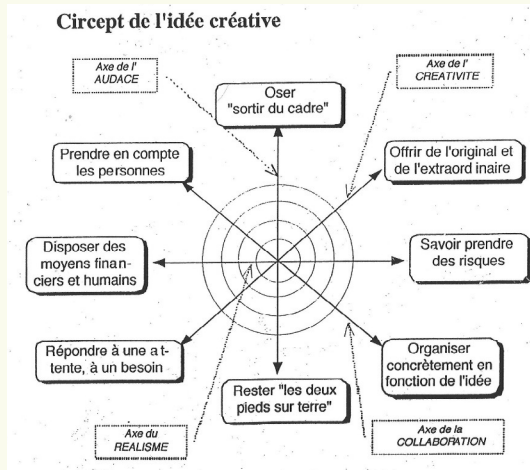 Circept de l'idée créative
Axe de l'
AUDACE
Axe de l'
CREATIVITE
Oser
"sortir du cadre"
Prendre en compte
les personnes
Offrir de l'original et
de l'extraord inaire
Disposer des
moyens finan-
ciers et humains
Savoir prendre
des risques
Répondre à une at-
tente, à un besoin
Rester "les deux
pieds sur terre"
Organiser
concrètement en
fonction de l'idée
Axe du
REALISME
Axe de la
COLLABORATION